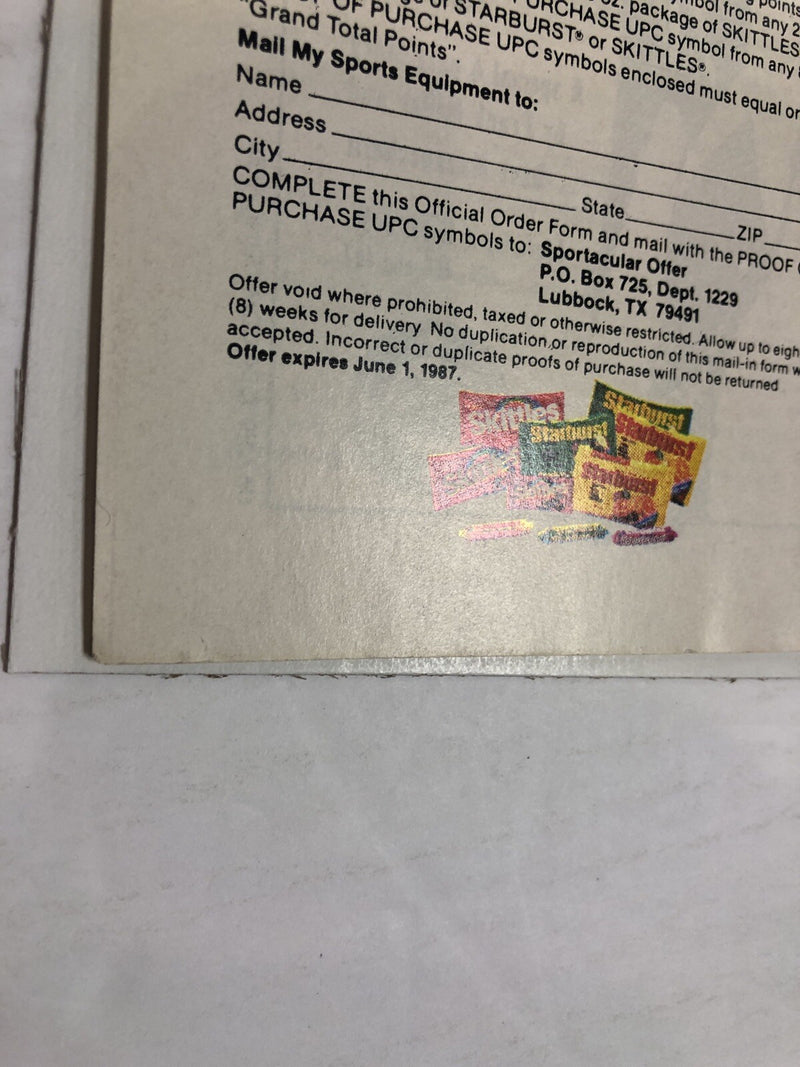 points
symbol from any 2
oz. package of SKITTLES
PURCHASE UPC symbol from any
of STARBURST® or SKITTLES®.
OF PURCHASE UPC symbols enclosed must equal or
"Grand Total Points".
Mail My Sports Equipment to:
Name
Address
City State ZIP
COMPLETE this Official Order Form and mail with the PROOF
PURCHASE UPC symbols to: Sportacular Offer
P.O. Box 725, Dept. 1229
Lubbock, TX 79491
Offer void where prohibited, taxed or otherwise restricted. Allow up to eigh
(8) weeks for delivery No duplication or reproduction of this mail-in form w
accepted. Incorrect or duplicate proofs of purchase will not be returned
Offer expires June 1, 1987.
Skittles
Starburst
Starburst
Starburst
Starburst